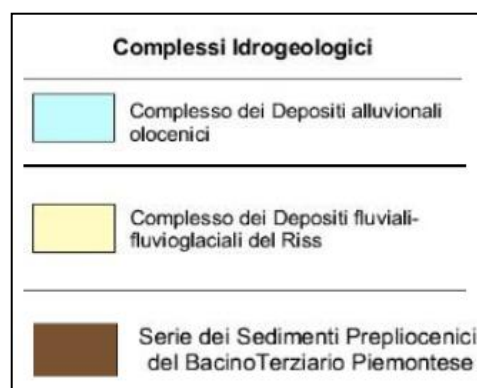 Complessi Idrogeologici
Complesso dei Depositi alluvionali
olocenici
Complesso dei Depositi fluviali-
fluvioglaciali del Riss
Serie dei Sedimenti Prepliocenici
del BacinoTerziario Piemontese